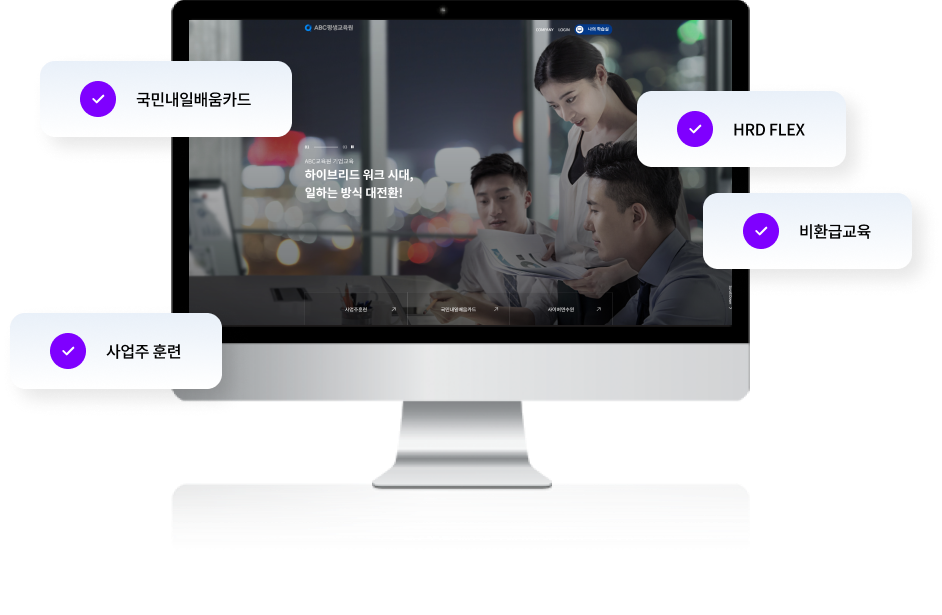 ABC평생교육원
COMPANY LOGIN 나의 학습실
국민내일배움카드
HRD FLEX
ABC교육원 기업교육
하이브리드 워크 시대,
일하는 방식 대전환!
비환급교육
사업주훈련 국민내일배움카드 사이버연수원
사업주 훈련